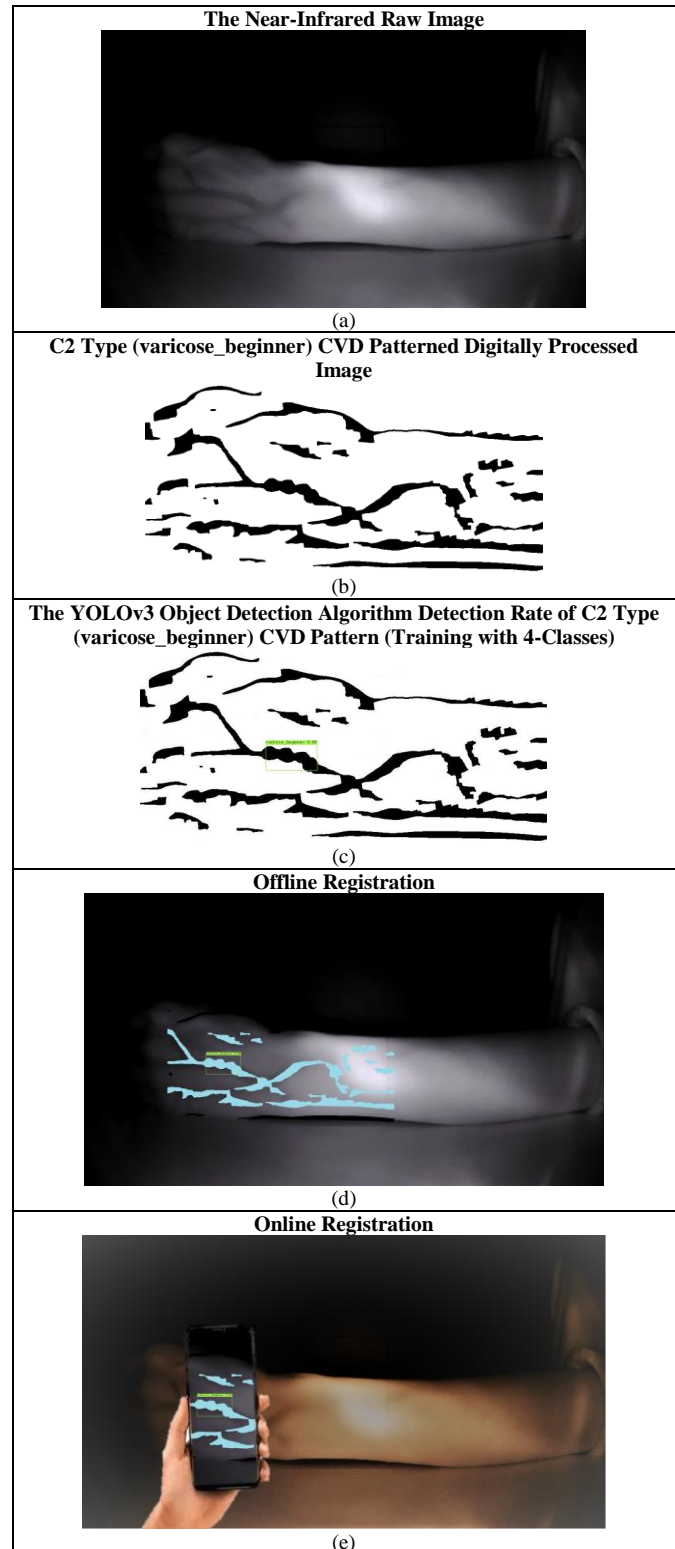 The Near-Infrared Raw Image
(a)
C2 Type (varicose_beginner) CVD Patterned Digitally Processed
Image
(b)
The YOLOv3 Object Detection Algorithm Detection Rate of C2 Type
(varicose_beginner) CVD Pattern (Training with 4-Classes)
varicose_beginner
(c)
Offline Registration
(d)
Online Registration
(e)